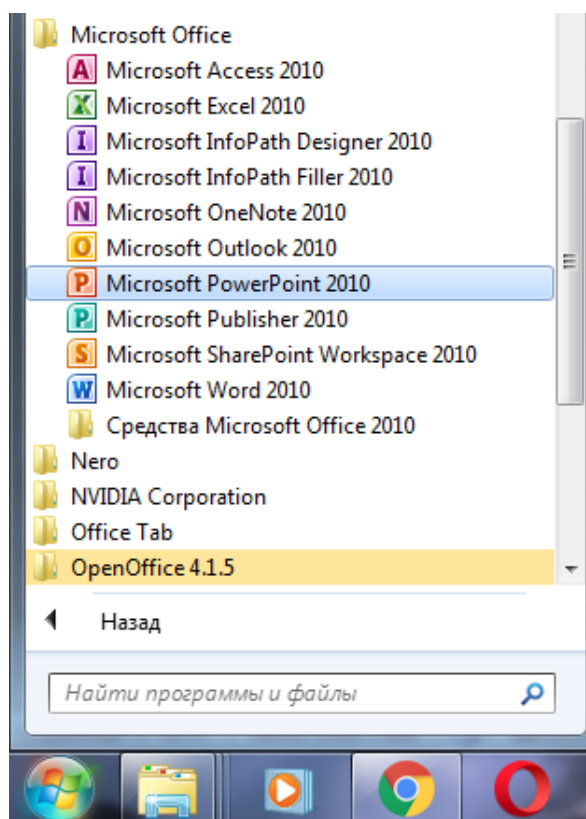 Microsoft Office
Microsoft Access 2010
Microsoft Excel 2010
Microsoft InfoPath Designer 2010
Microsoft InfoPath Filler 2010
Microsoft OneNote 2010
Microsoft Outlook 2010
Microsoft PowerPoint 2010
Microsoft Publisher 2010
Microsoft SharePoint Workspace 2010
Microsoft Word 2010
Средства Microsoft Office 2010
Nero
NVIDIA Corporation
Office Tab
OpenOffice 4.1.5
Назад
Найти программы и файлы